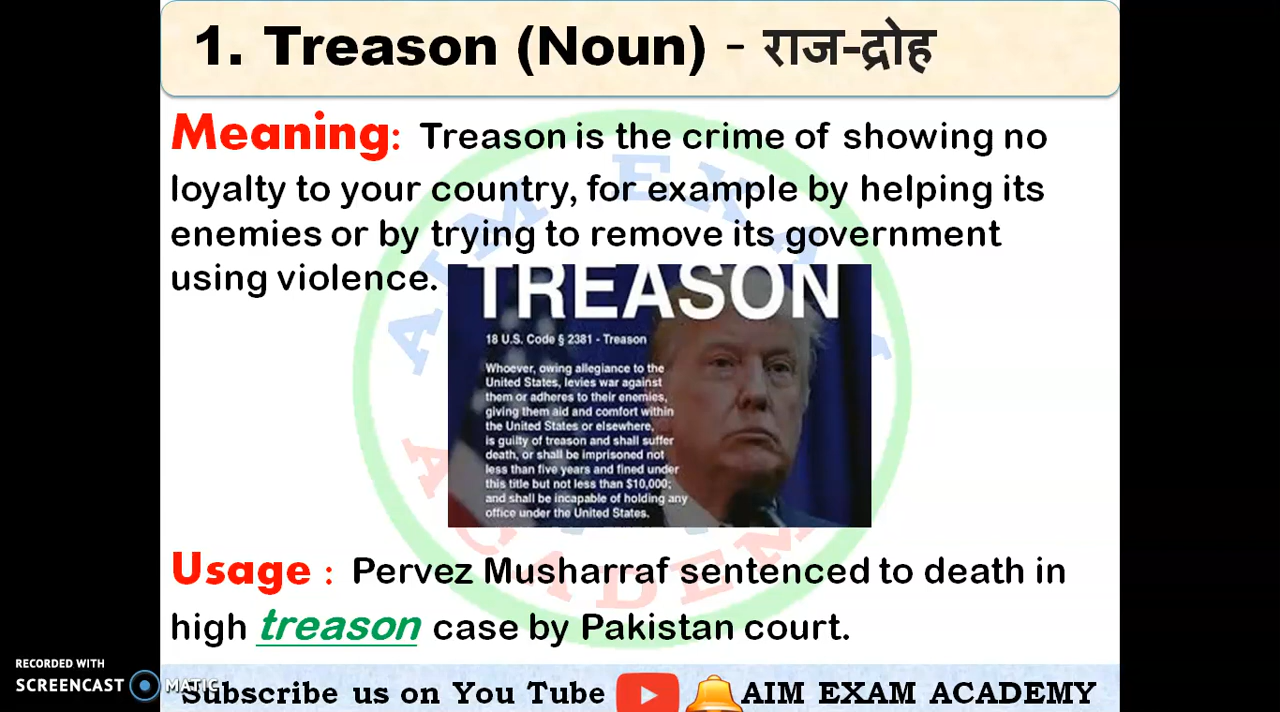 1. Treason (Noun) - राज-द्रोह
Meaning: Treason is the crime of showing no
loyalty to your country, for example by helping its
enemies or by trying to remove its government
using violence.
TREASON
18 U.S. Code § 2381 - Treason
Whoever, owing allegiance to the
United States, levies war against
them or adheres to their enemies,
giving them aid and comfort within
the United States or elsewhere,
is guilty of treason and shall suffer
death, or shall be imprisoned not
less than five years and fined under
this title but not less than $10,000;
and shall be incapable of holding any
office under the United States.
AIM EXAM
ACADEMY
Usage : Pervez Musharraf sentenced to death in
high treason case by Pakistan court.
RECORDED WITH
SCREENCAST MATIC
Subscribe us on You Tube AIM EXAM ACADEMY